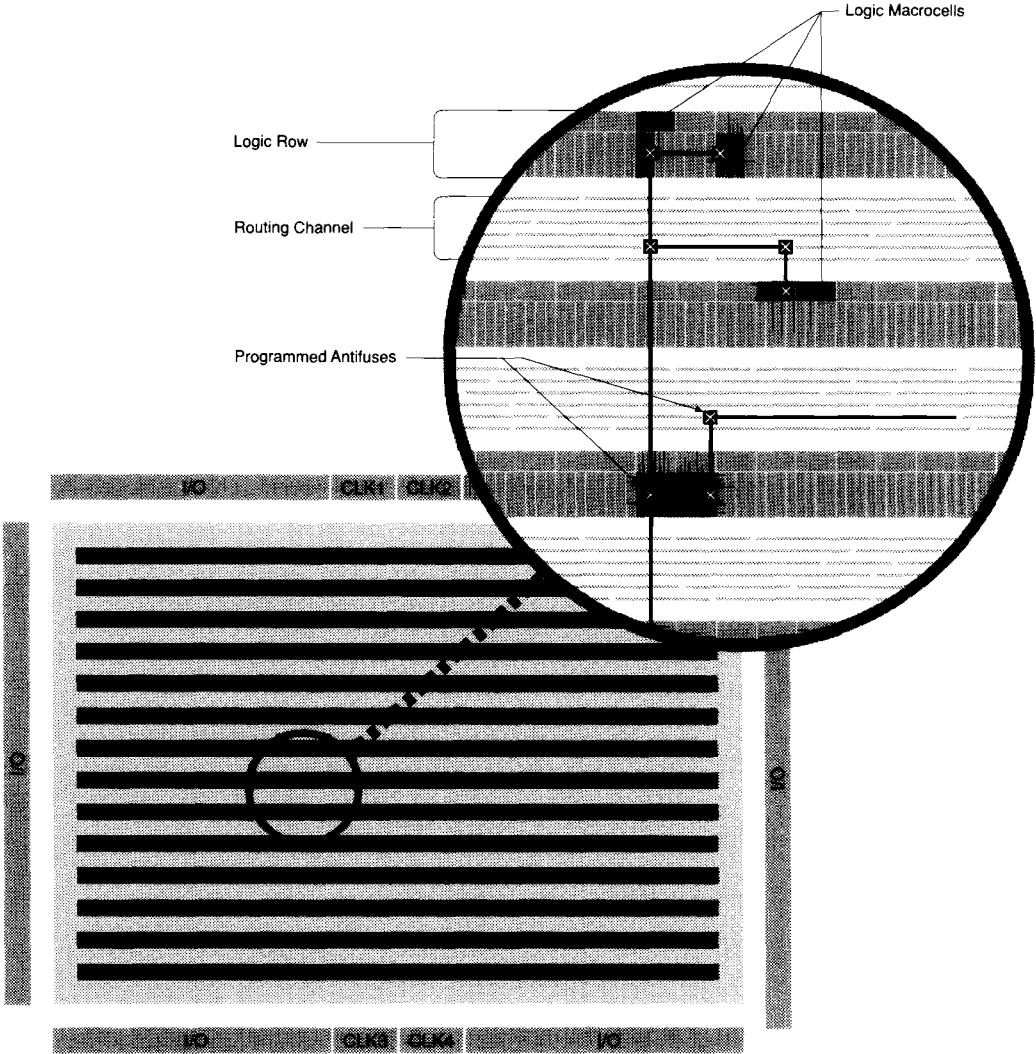 Logic Macrocells
Logic Row
Routing Channel
Programmed Antifuses
I/O CLK1 CLK2
I/O
I/O
I/O CLK3 CLK4 I/O